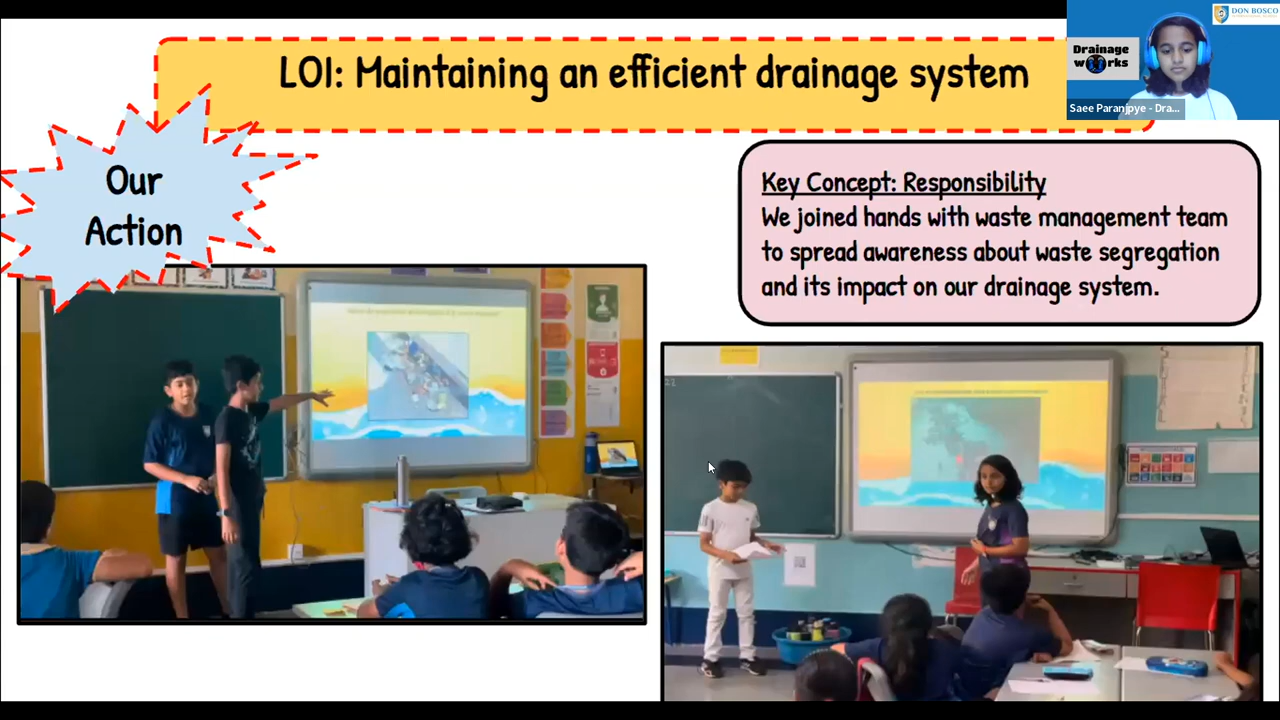 LOI: Maintaining an efficient drainage system
DON BOSCO
Drainage
works
Saee Paranjpye - Dra...
Our
Action
Key Concept: Responsibility
We joined hands with waste management team
to spread awareness about waste segregation
and its impact on our drainage system.